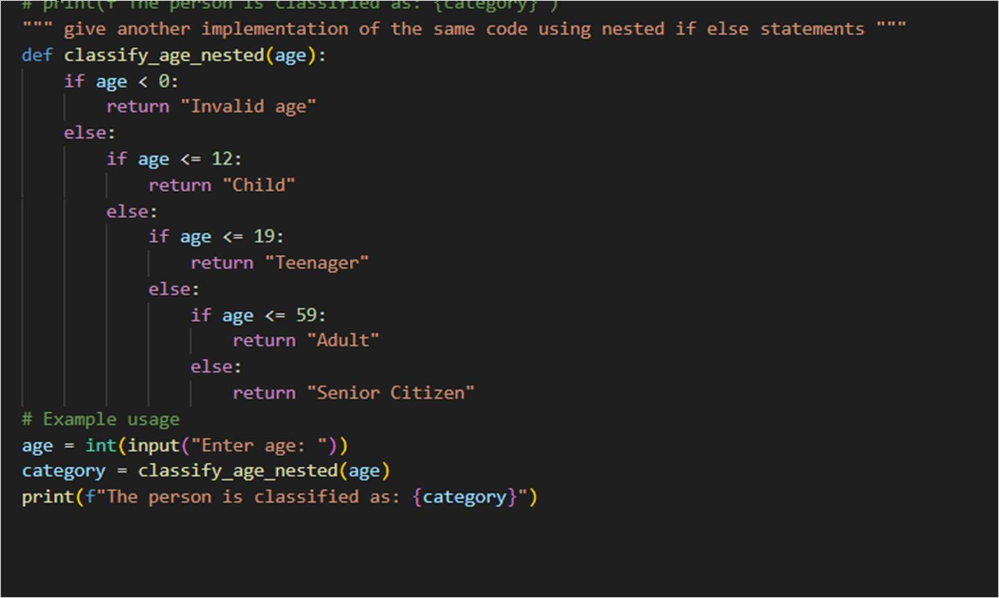 # print(f"The person is classified as: {category}")
""" give another implementation of the same code using nested if else statements """
def classify_age_nested(age):
    if age < 0:
        return "Invalid age"
    else:
        if age <= 12:
            return "Child"
        else:
            if age <= 19:
                return "Teenager"
            else:
                if age <= 59:
                    return "Adult"
                else:
                    return "Senior Citizen"
# Example usage
age = int(input("Enter age: "))
category = classify_age_nested(age)
print(f"The person is classified as: {category}")